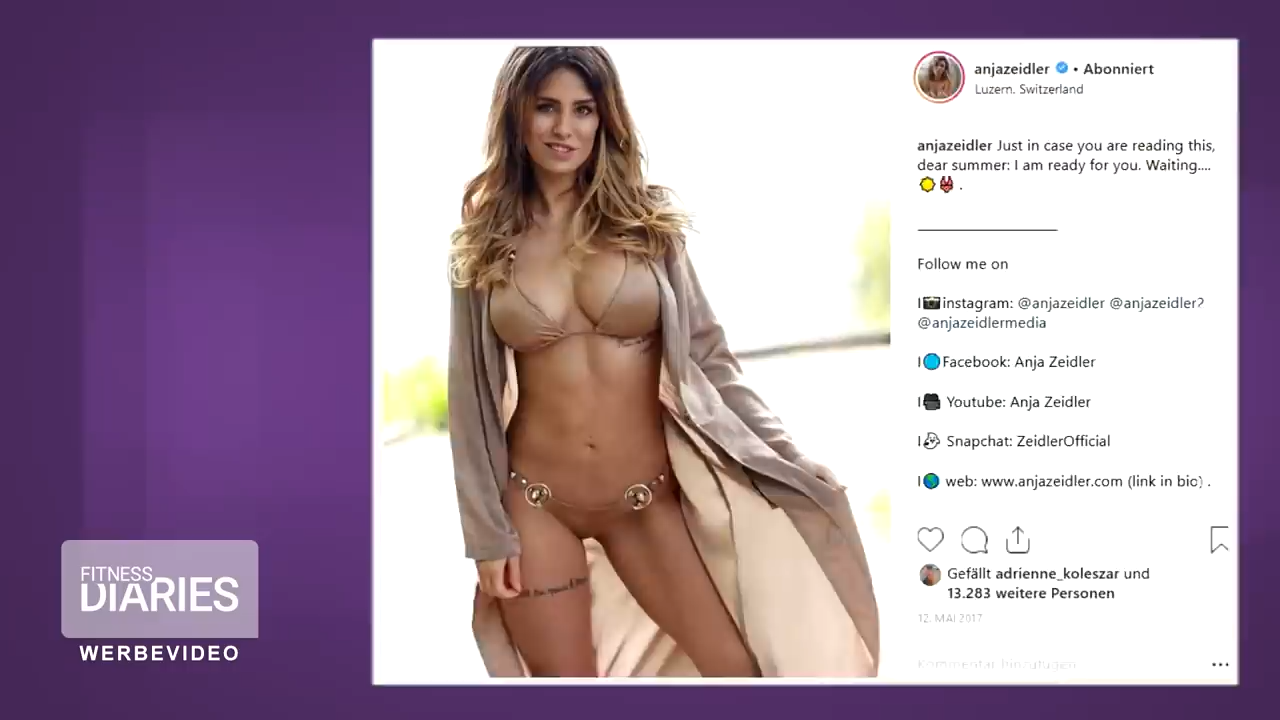 anjazeidler • Abonniert
Luzern. Switzerland
anjazeidler Just in case you are reading this,
dear summer: I am ready for you. Waiting....
.
Follow me on
I instagram: @anjazeidler @anjazeidler?
@anjazeidlermedia
I Facebook: Anja Zeidler
I Youtube: Anja Zeidler
I Snapchat: ZeidlerOfficial
I web: www.anjazeidler.com (link in bio) .
Gefällt adrienne_koleszar und
13.283 weitere Personen
12. MAI 2017
Kommentar hinzufügen
FITNESS
DIARIES
WERBEVIDEO